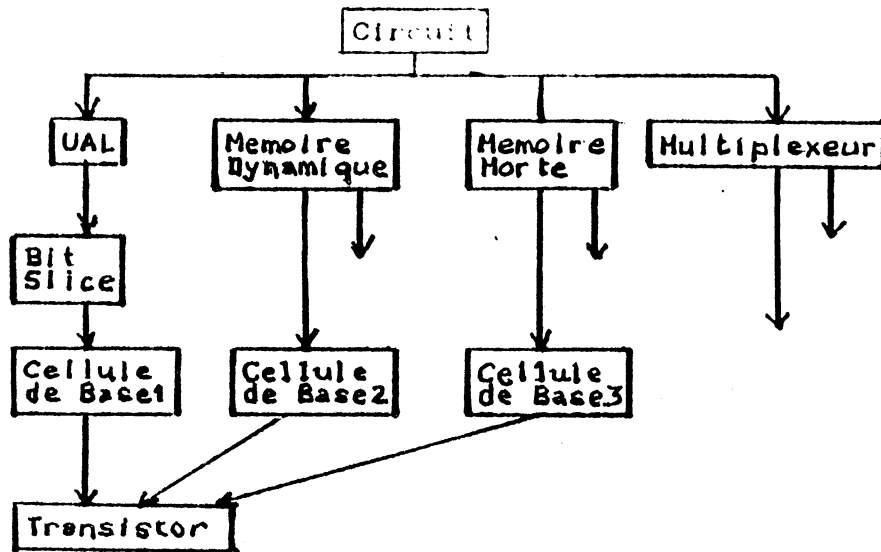 Circuit
UAL
Memoire
Dynamique
Memoire
Morte
Multiplexeur
Bit
Slice
Cellule
de Base1
Cellule
de Base2
Cellule
de Base3
Transistor